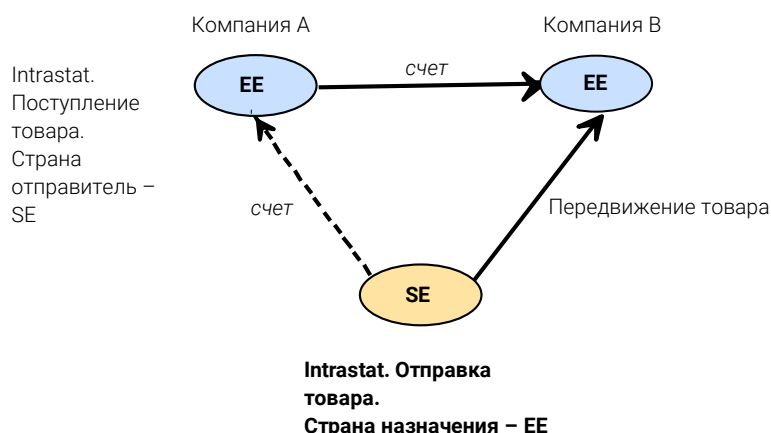 Компания А
Компания В
Intrastat.
Поступление
товара.
Страна
отправитель –
SE
EE
счет
EE
счет
Передвижение товара
SE
Intrastat. Отправка
товара.
Страна назначения – EE